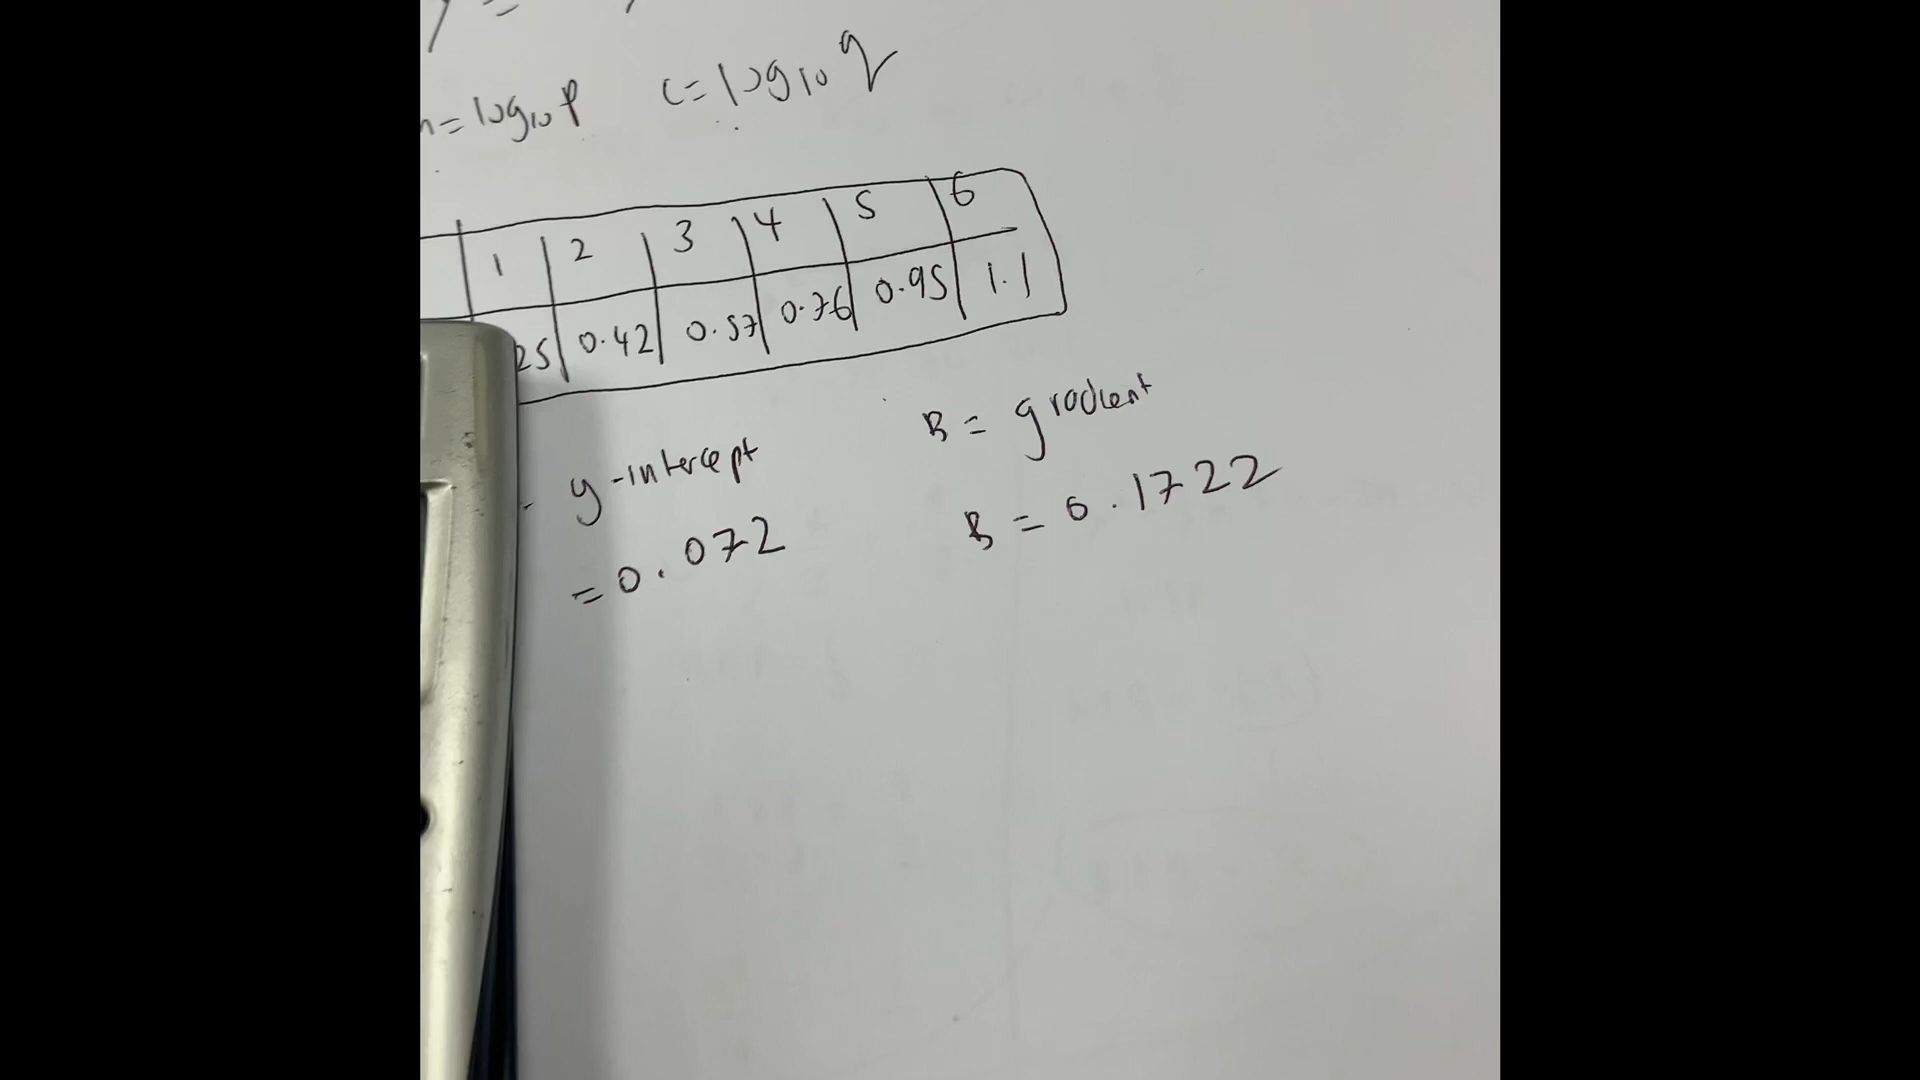 y =
m = log10 p c = log10 q
1 2 3 4 5 6
25 0.42 0.57 0.76 0.95 1.1
y-intercept B = gradient
= 0.072 B = 0.1722